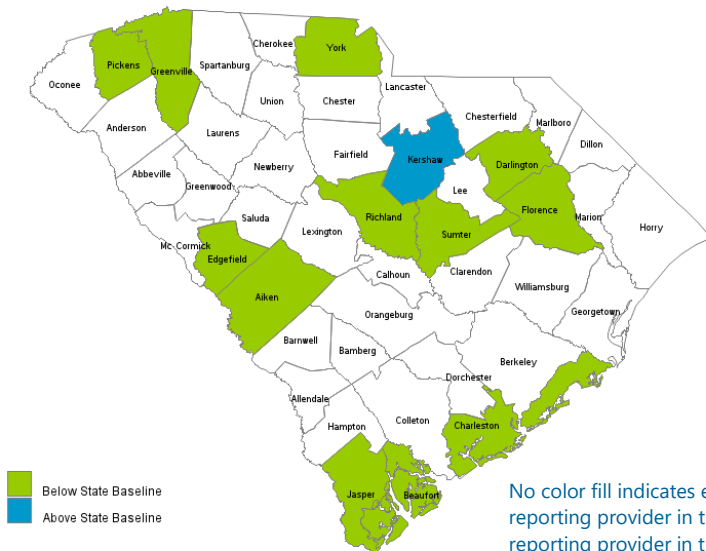 Cherokee
York
Pickens
Greenville
Spartanburg
Oconee
Union
Chester
Lancaster
Chesterfield
Marlboro
Anderson
Laurens
Dillon
Fairfield
Kershaw
Darlington
Newberry
Abbeville
Greenwood
Lee
Florence
Marion
Richland
Saluda
Lexington
Sumter
Horry
Mc Cormick
Edgefield
Calhoun
Clarendon
Williamsburg
Aiken
Orangeburg
Georgetown
Barnwell
Bamberg
Berkeley
Dorchester
Allendale
Colleton
Charleston
Hampton
Jasper
Beaufort
Below State Baseline
Above State Baseline
No color fill indicates
reporting provider in
reporting provider in